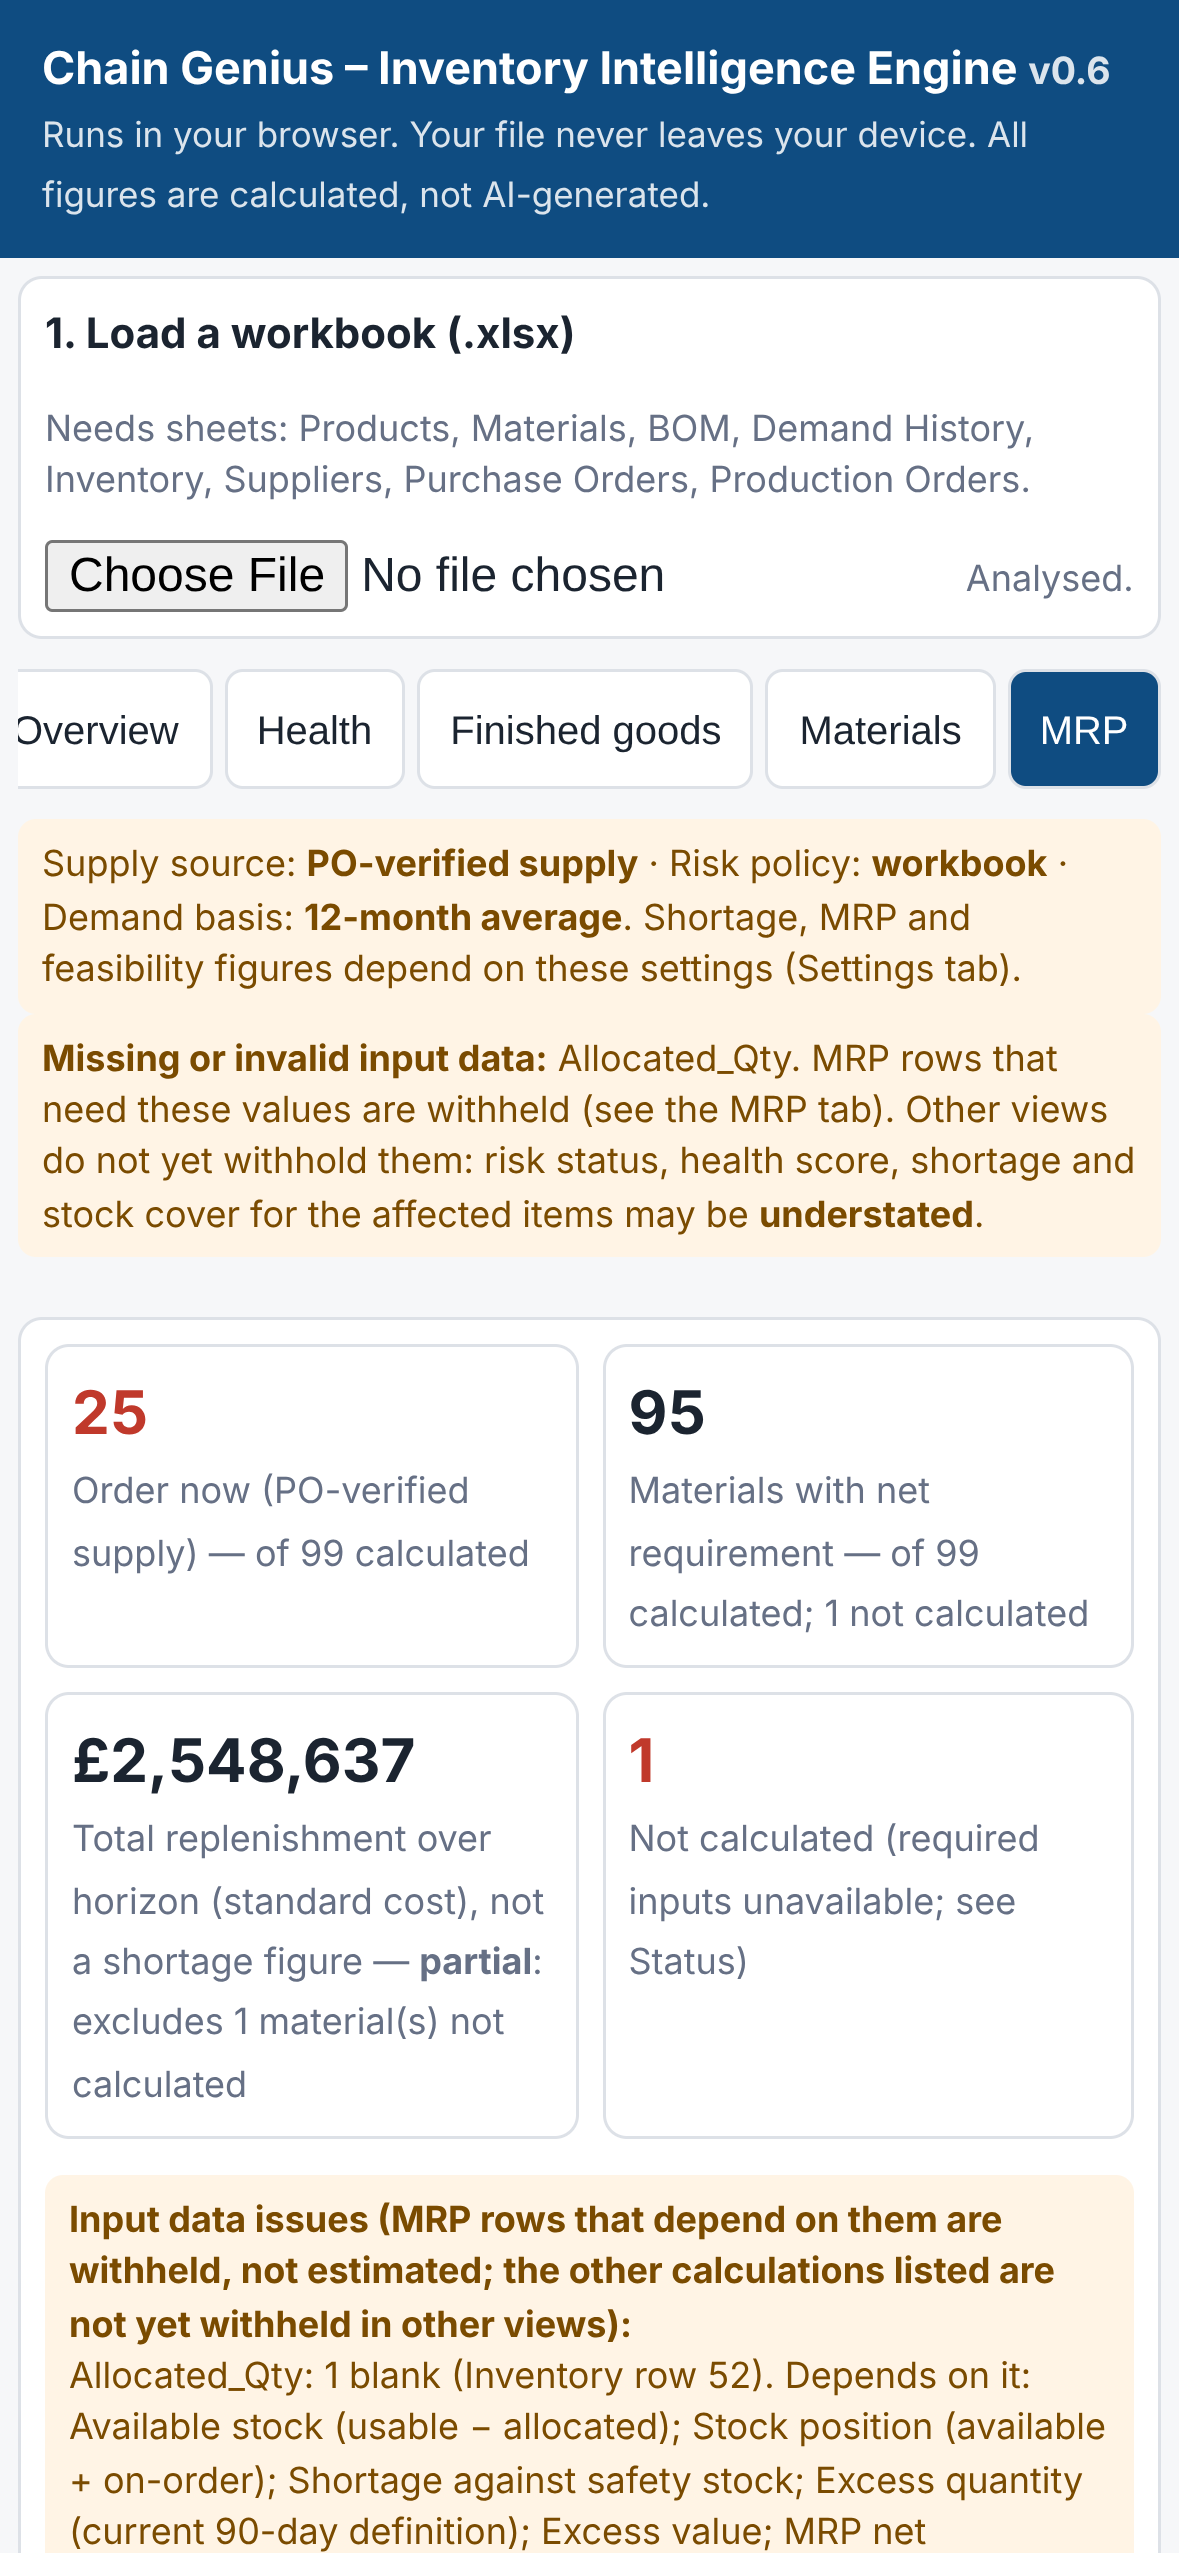 Chain Genius – Inventory Intelligence Engine v0.6
Runs in your browser. Your file never leaves your device. All
figures are calculated, not AI-generated.
1. Load a workbook (.xlsx)
Needs sheets: Products, Materials, BOM, Demand History,
Inventory, Suppliers, Purchase Orders, Production Orders.
Choose File No file chosen Analysed.
Overview Health Finished goods Materials MRP
Supply source: PO-verified supply · Risk policy: workbook ·
Demand basis: 12-month average. Shortage, MRP and
feasibility figures depend on these settings (Settings tab).
Missing or invalid input data: Allocated_Qty. MRP rows that
need these values are withheld (see the MRP tab). Other views
do not yet withhold them: risk status, health score, shortage and
stock cover for the affected items may be understated.
25
Order now (PO-verified
supply) — of 99 calculated
95
Materials with net
requirement — of 99
calculated; 1 not calculated
£2,548,637
Total replenishment over
horizon (standard cost), not
a shortage figure — partial:
excludes 1 material(s) not
calculated
1
Not calculated (required
inputs unavailable; see
Status)
Input data issues (MRP rows that depend on them are
withheld, not estimated; the other calculations listed are
not yet withheld in other views):
Allocated_Qty: 1 blank (Inventory row 52). Depends on it:
Available stock (usable − allocated); Stock position (available
+ on-order); Shortage against safety stock; Excess quantity
(current 90-day definition); Excess value; MRP net